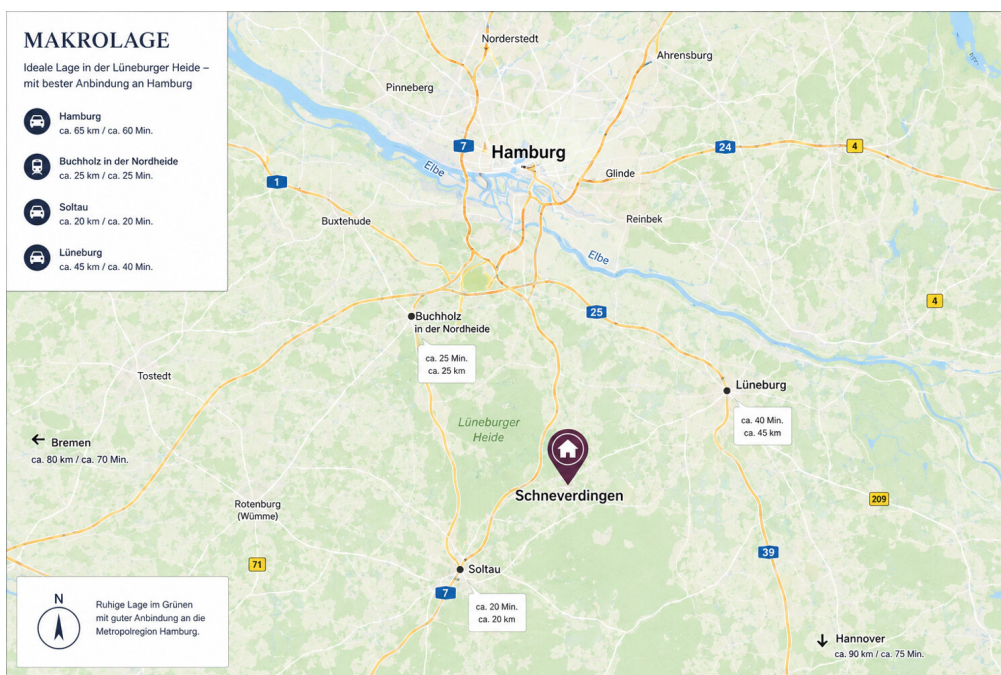 MAKROLAGE
Ideale Lage in der Lüneburger Heide –
mit bester Anbindung an Hamburg
Hamburg
ca. 65 km / ca. 60 Min.
Buchholz in der Nordheide
ca. 25 km / ca. 25 Min.
Soltau
ca. 20 km / ca. 20 Min.
Lüneburg
ca. 45 km / ca. 40 Min.
Norderstedt
Ahrensburg
Pinneberg
7
Hamburg
24
4
Elbe
Glinde
1
Buxtehude
Reinbek
Elbe
4
25
Buchholz
in der Nordheide
ca. 25 Min.
ca. 25 km
Tostedt
Lüneburg
ca. 40 Min.
ca. 45 km
Lüneburger
Heide
← Bremen
ca. 80 km / ca. 70 Min.
Schneverdingen
Rotenburg
(Wümme)
209
39
71
Soltau
7
ca. 20 Min.
ca. 20 km
N
Ruhige Lage im Grünen
mit guter Anbindung an die
Metropolregion Hamburg.
↓ Hannover
ca. 90 km / ca. 75 Min.